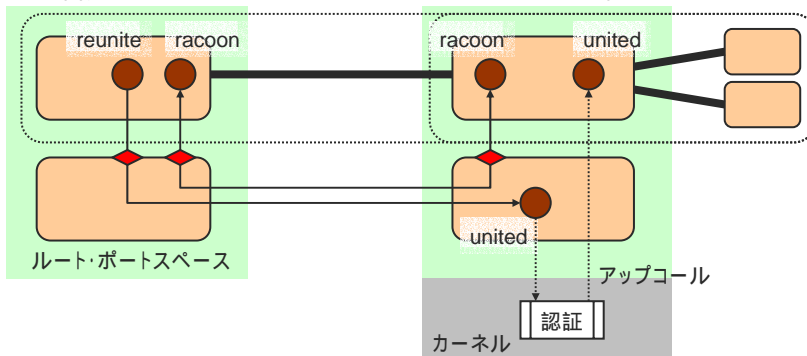 reunite racoon racoon united
united
ルート・ポートスペース
アップコール
認証
カーネル